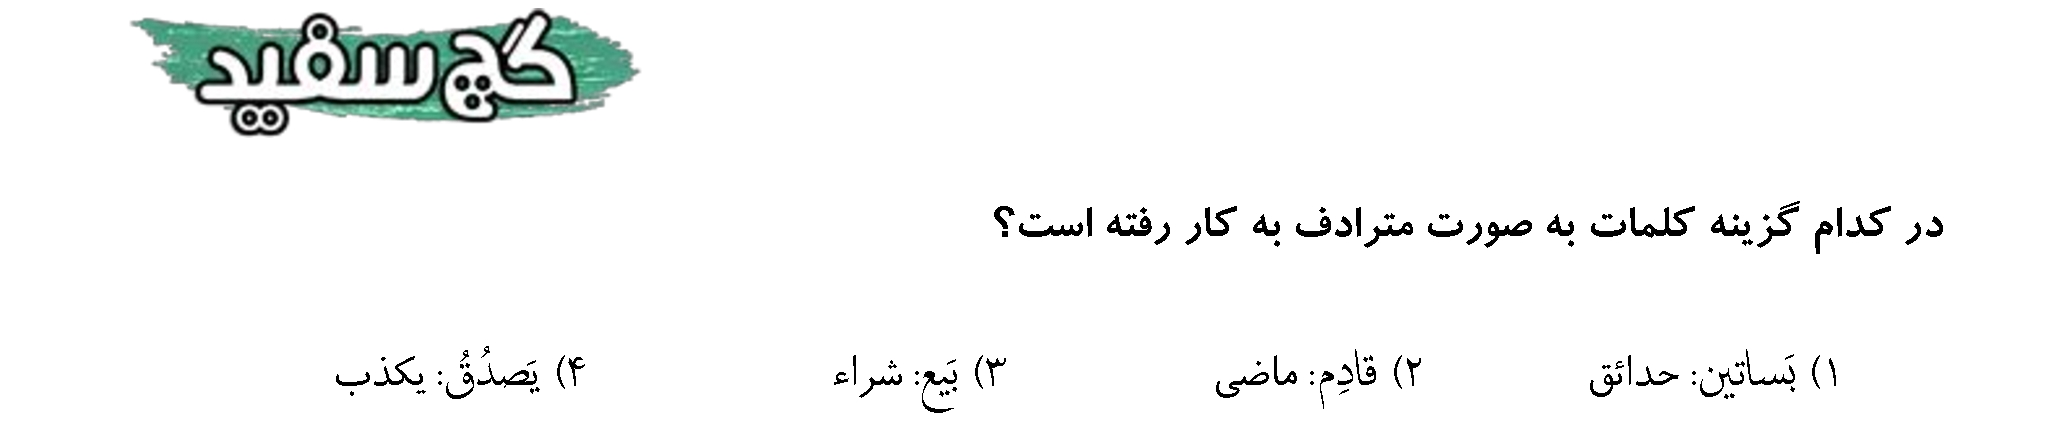 گچ سفید
در کدام گزینه کلمات به صورت مترادف به کار رفته است؟
۱) بَساتین: حدائق ۲) قادِم: ماضی ۳) بَیع: شراء ۴) یَصدُقُ: یکذب